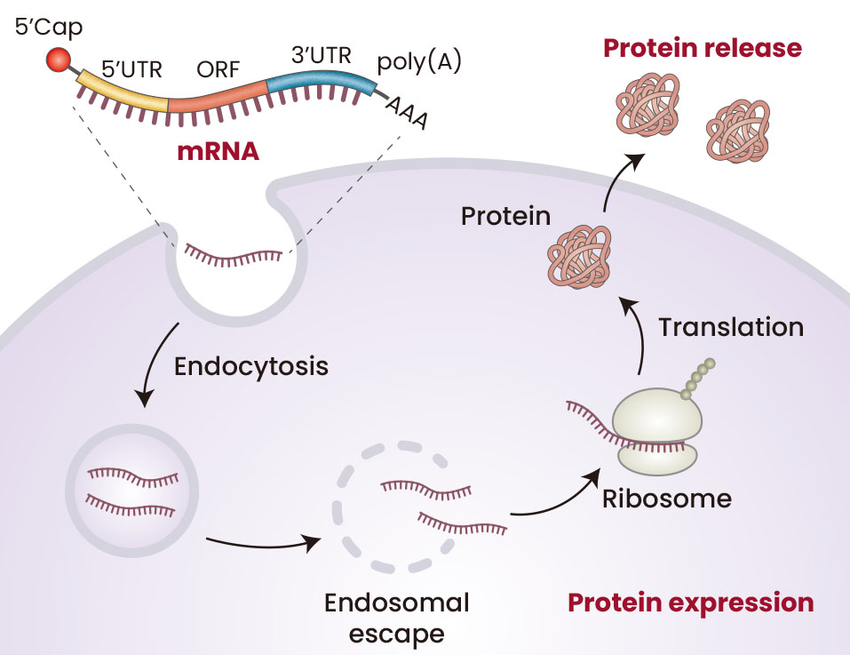 5’Cap
5’UTR
ORF
3’UTR
poly(A)
AAA
mRNA
Protein release
Protein
Translation
Endocytosis
Ribosome
Endosomal
escape
Protein expression